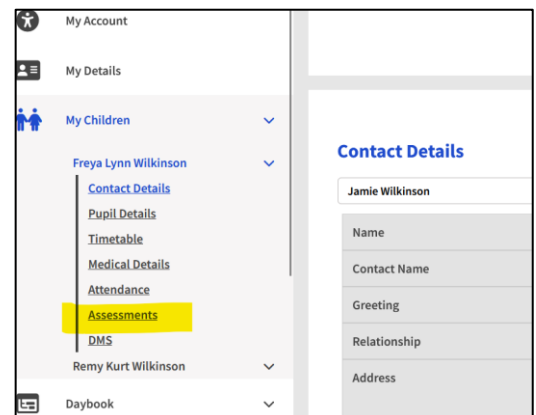 My Account
My Details
My Children
Freya Lynn Wilkinson
Contact Details
Pupil Details
Timetable
Medical Details
Attendance
Assessments
DMS
Remy Kurt Wilkinson
Daybook
Contact Details
Jamie Wilkinson
Name
Contact Name
Greeting
Relationship
Address